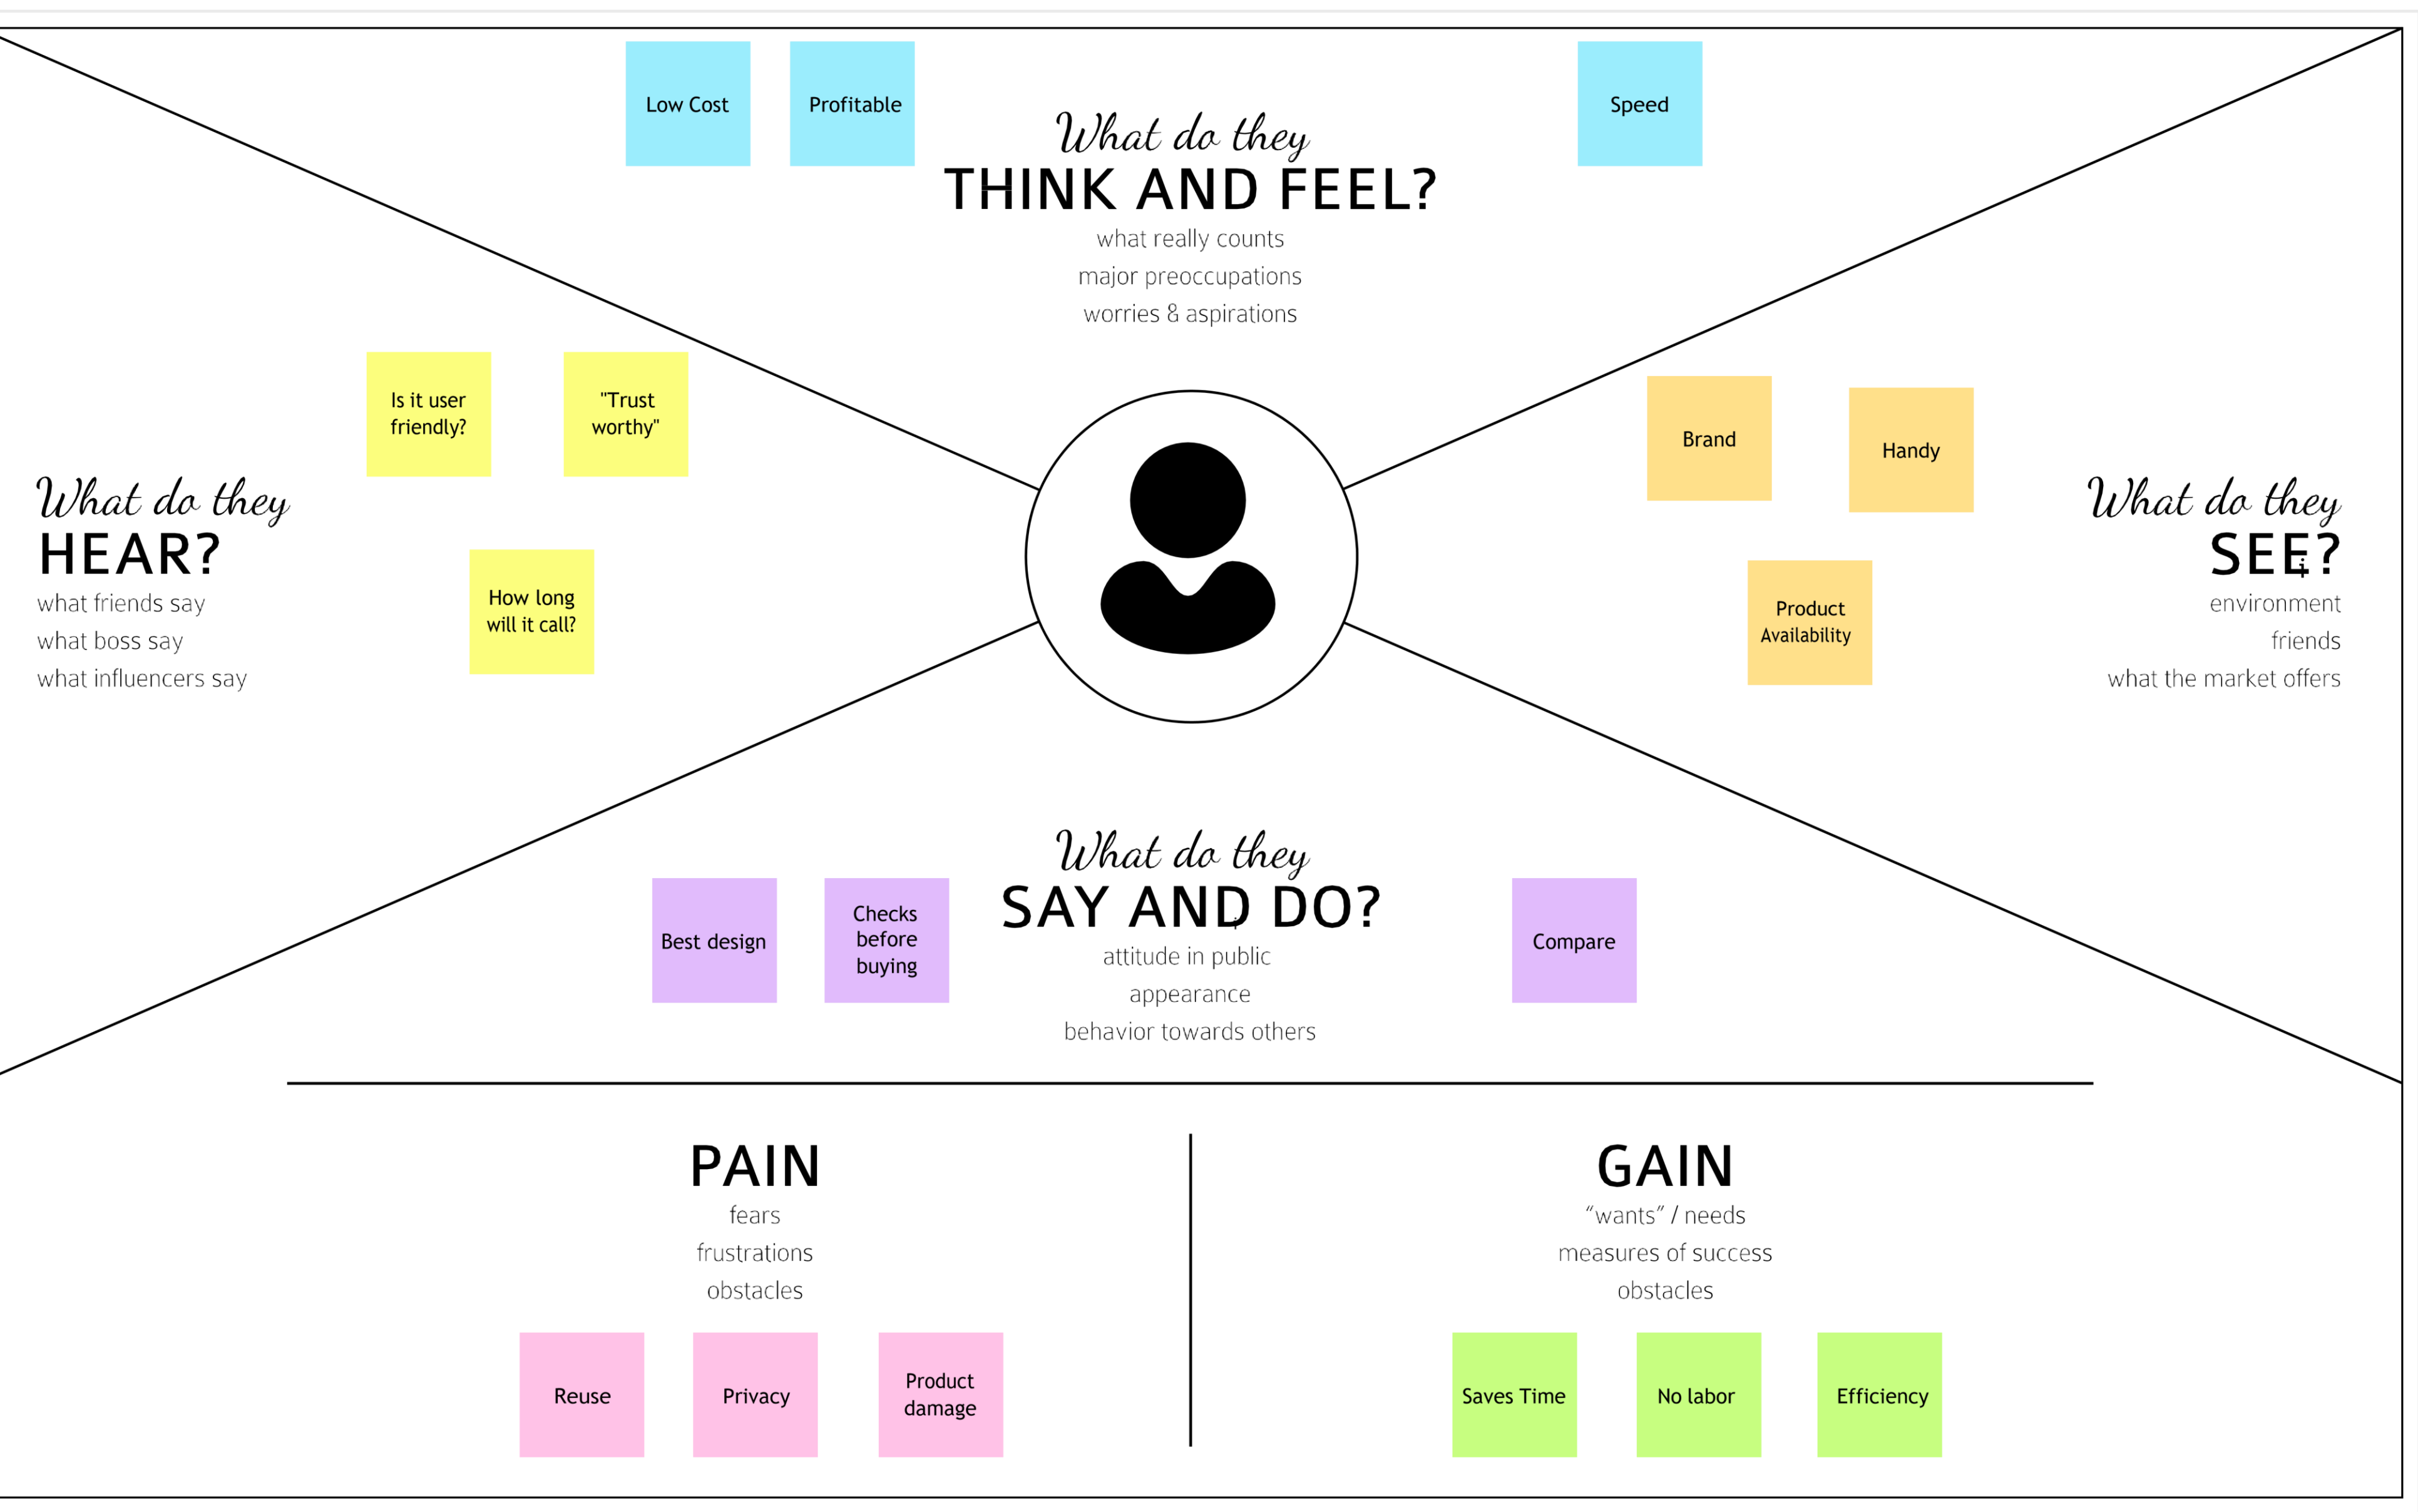 Low Cost
Profitable
Speed
What do they
THINK AND FEEL?
what really counts
major preoccupations
worries & aspirations
Is it user
friendly?
"Trust
worthy"
How long
will it call?
What do they
HEAR?
what friends say
what boss say
what influencers say
Brand
Handy
Product
Availability
What do they
SEE?
environment
friends
what the market offers
What do they
SAY AND DO?
attitude in public
appearance
behavior towards others
Best design
Checks
before
buying
Compare
PAIN
fears
frustrations
obstacles
Reuse
Privacy
Product
damage
GAIN
“wants” / needs
measures of success
obstacles
Saves Time
No labor
Efficiency